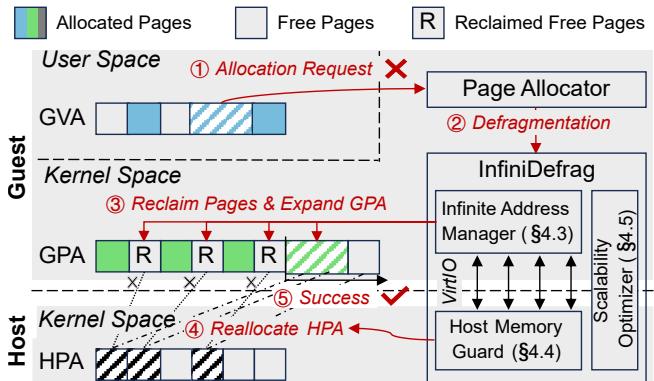 Allocated Pages
Free Pages
R Reclaimed Free Pages
User Space
① Allocation Request
Page Allocator
GVA
② Defragmentation
Guest
Kernel Space
InfiniDefrag
③ Reclaim Pages & Expand GPA
Infinite Address
Manager (§4.3)
GPA
R
R
R
Scalability
Optimizer (§4.5)
VirtIO
⑤ Success
Host
Kernel Space
④ Reallocate HPA
Host Memory
Guard (§4.4)
HPA